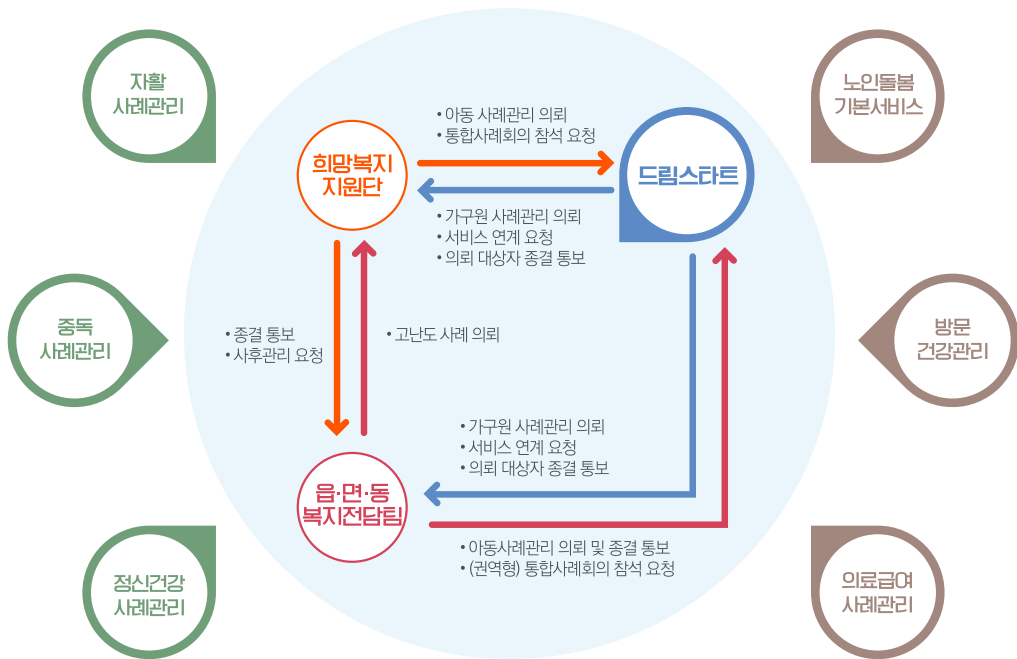 자활
사례관리
노인돌봄
기본서비스
• 아동 사례관리 의뢰
• 통합사례회의 참석 요청
희망복지
지원단
드림스타트
• 가구원 사례관리 의뢰
• 서비스 연계 요청
• 의뢰 대상자 종결 통보
중독
사례관리
• 종결 통보
• 사후관리 요청
• 고난도 사례 의뢰
방문
건강관리
• 가구원 사례관리 의뢰
• 서비스 연계 요청
• 의뢰 대상자 종결 통보
읍·면·동
복지전담팀
• 아동사례관리 의뢰 및 종결 통보
• (권역형) 통합사례회의 참석 요청
정신건강
사례관리
의료급여
사례관리